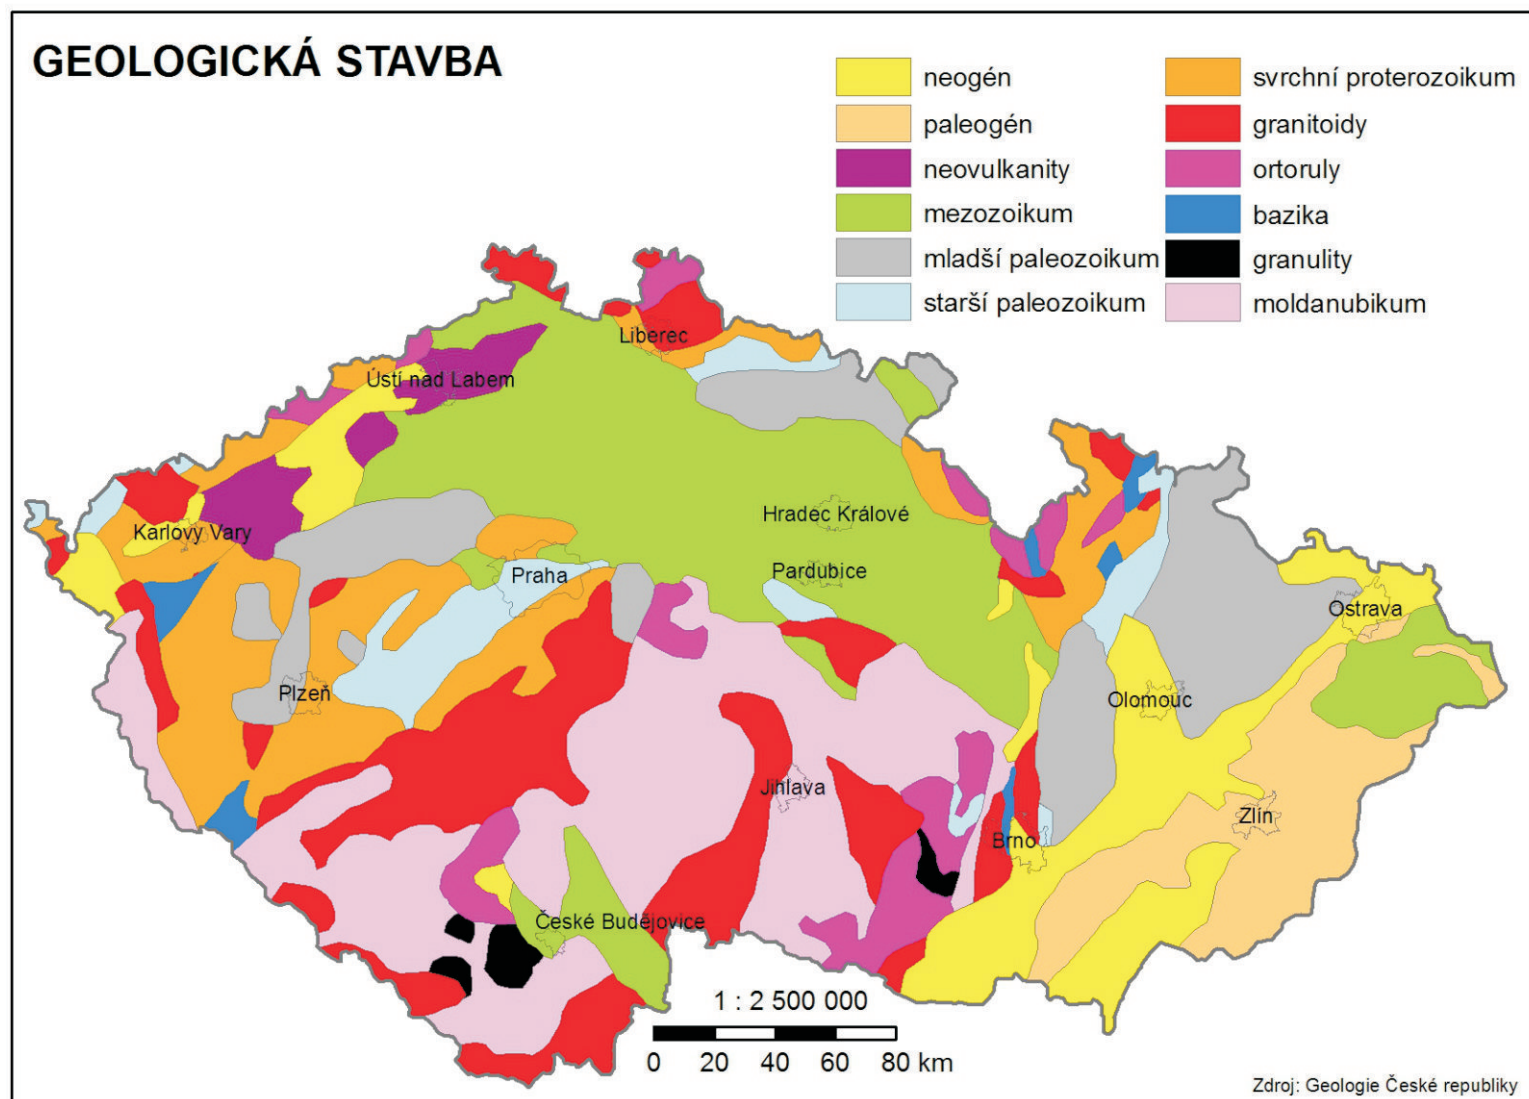 GEOLOGICKÁ STAVBA
neogén
paleogén
neovulkanity
mezozoikum
mladší paleozoikum
starší paleozoikum
svrchní proterozoikum
granitoidy
ortoruly
bazika
granulity
moldanubikum
Liberec
Ústí nad Labem
Karlovy Vary
Hradec Králové
Praha
Pardubice
Ostrava
Plzeň
Olomouc
Jihlava
Zlín
Brno
České Budějovice
1 : 2 500 000
0 20 40 60 80 km
Zdroj: Geologie České republiky